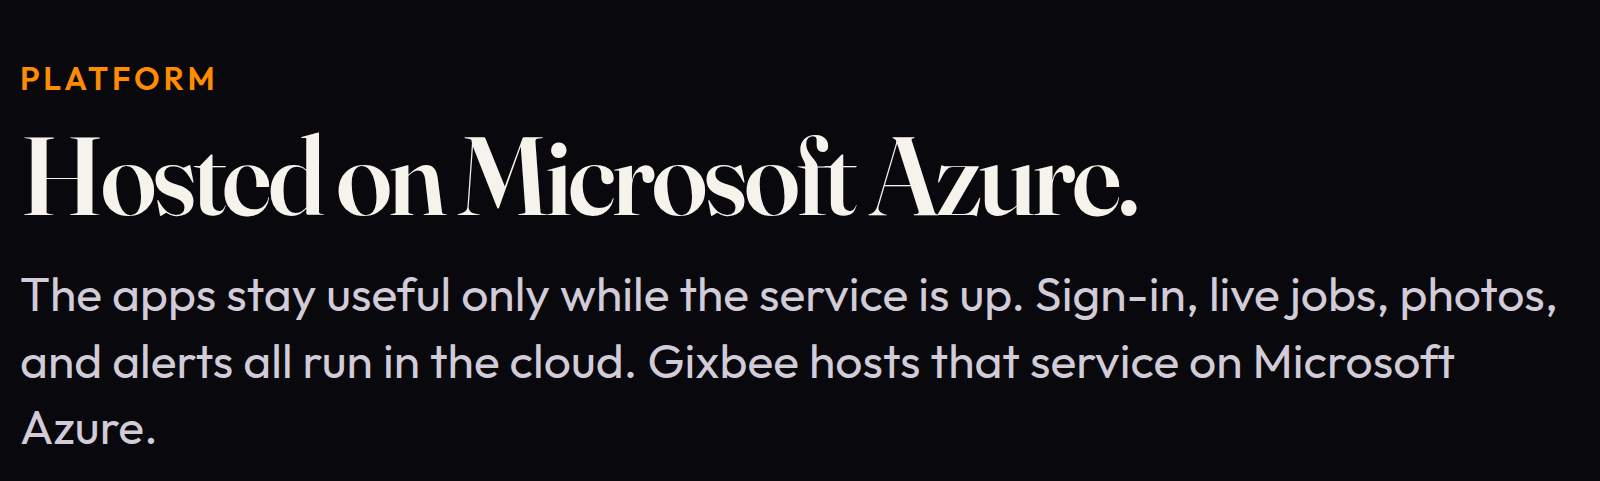 PLATFORM
Hosted on Microsoft Azure.
The apps stay useful only while the service is up. Sign-in, live jobs, photos,
and alerts all run in the cloud. Gixbee hosts that service on Microsoft
Azure.